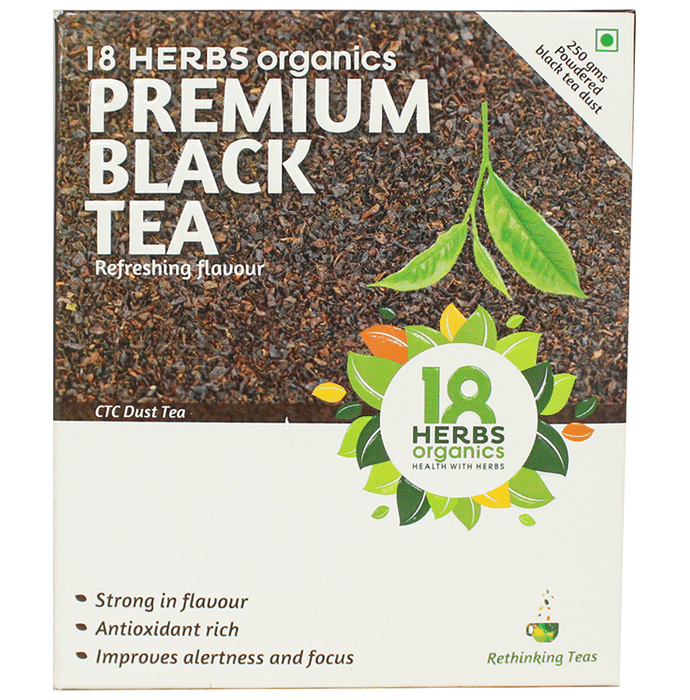 18 HERBS organics
PREMIUM
BLACK
TEA
Refreshing flavour
250 gms
Powdered
black tea dust
CTC Dust Tea
18
HERBS
organics
HEALTH WITH HERBS
Strong in flavour
Antioxidant rich
Improves alertness and focus
Rethinking Teas